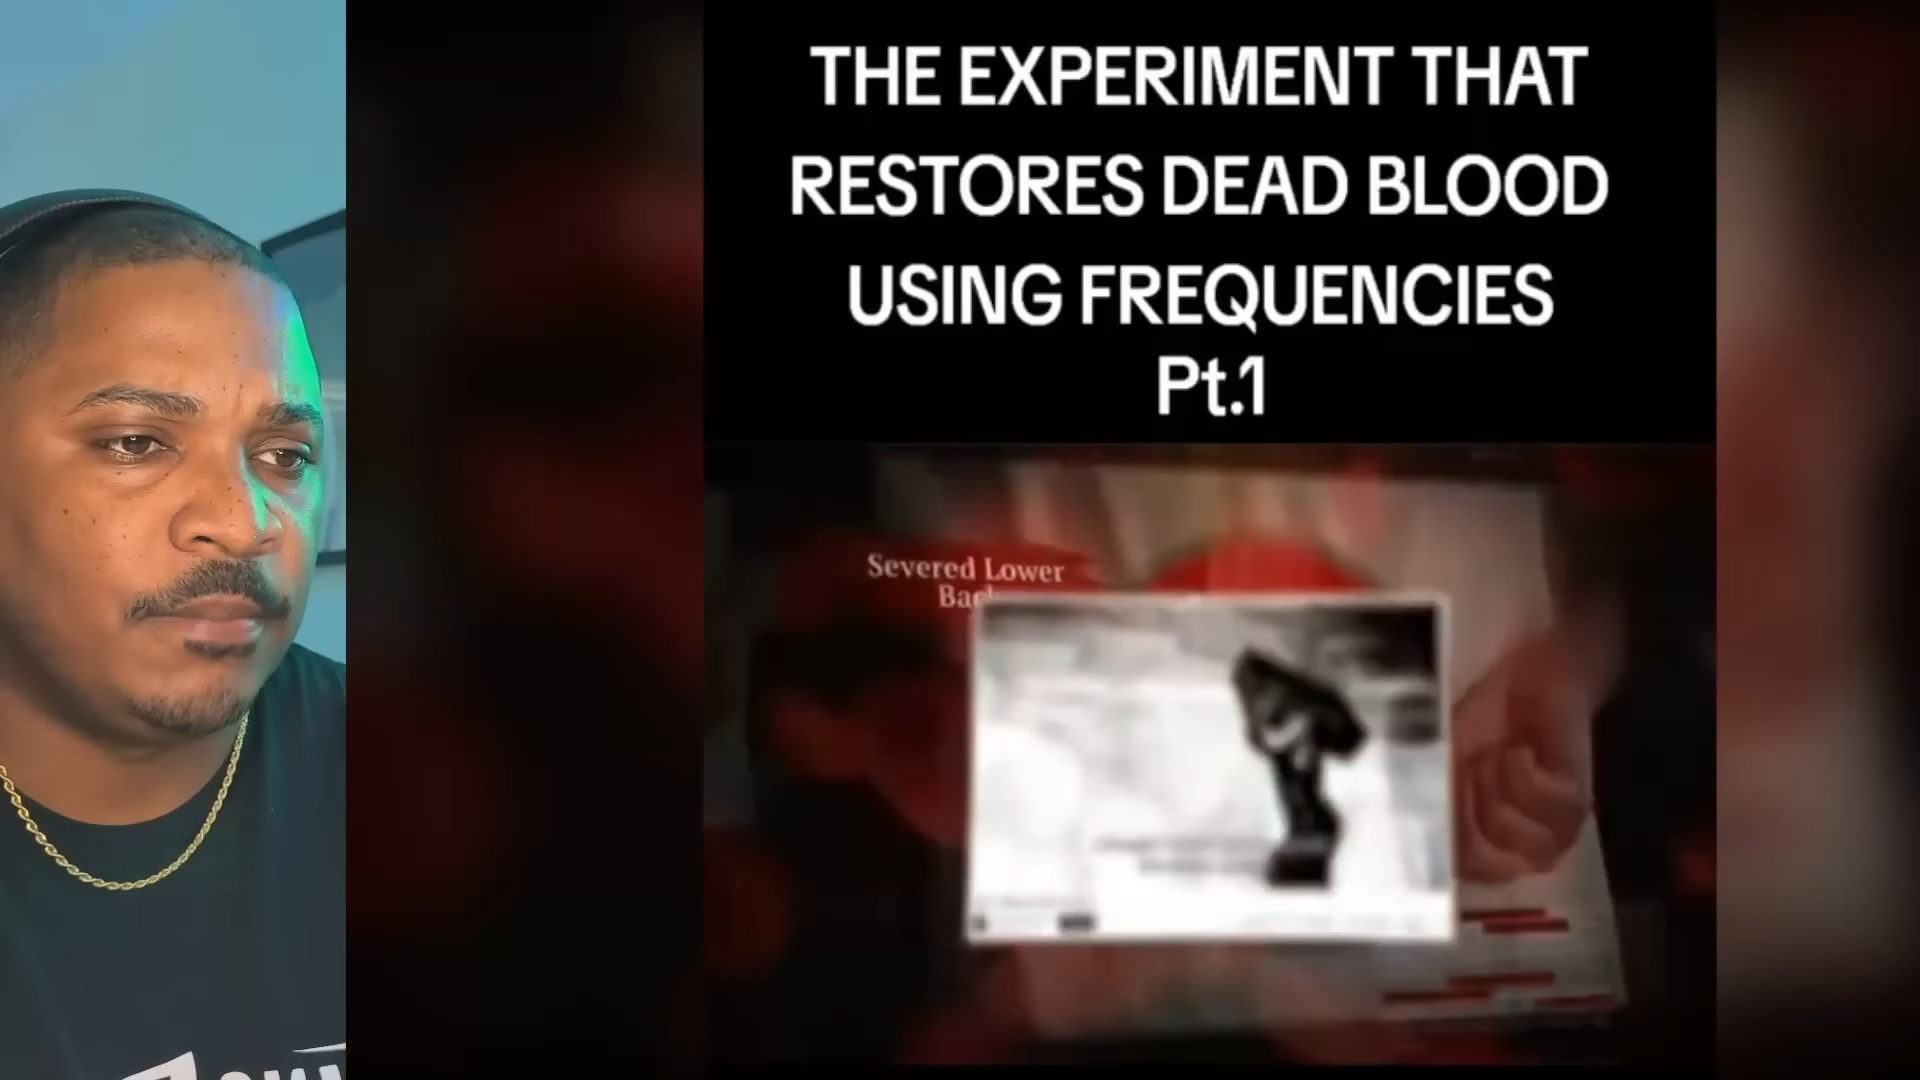 THE EXPERIMENT THAT
RESTORES DEAD BLOOD
USING FREQUENCIES
Pt.1
Severed Lower